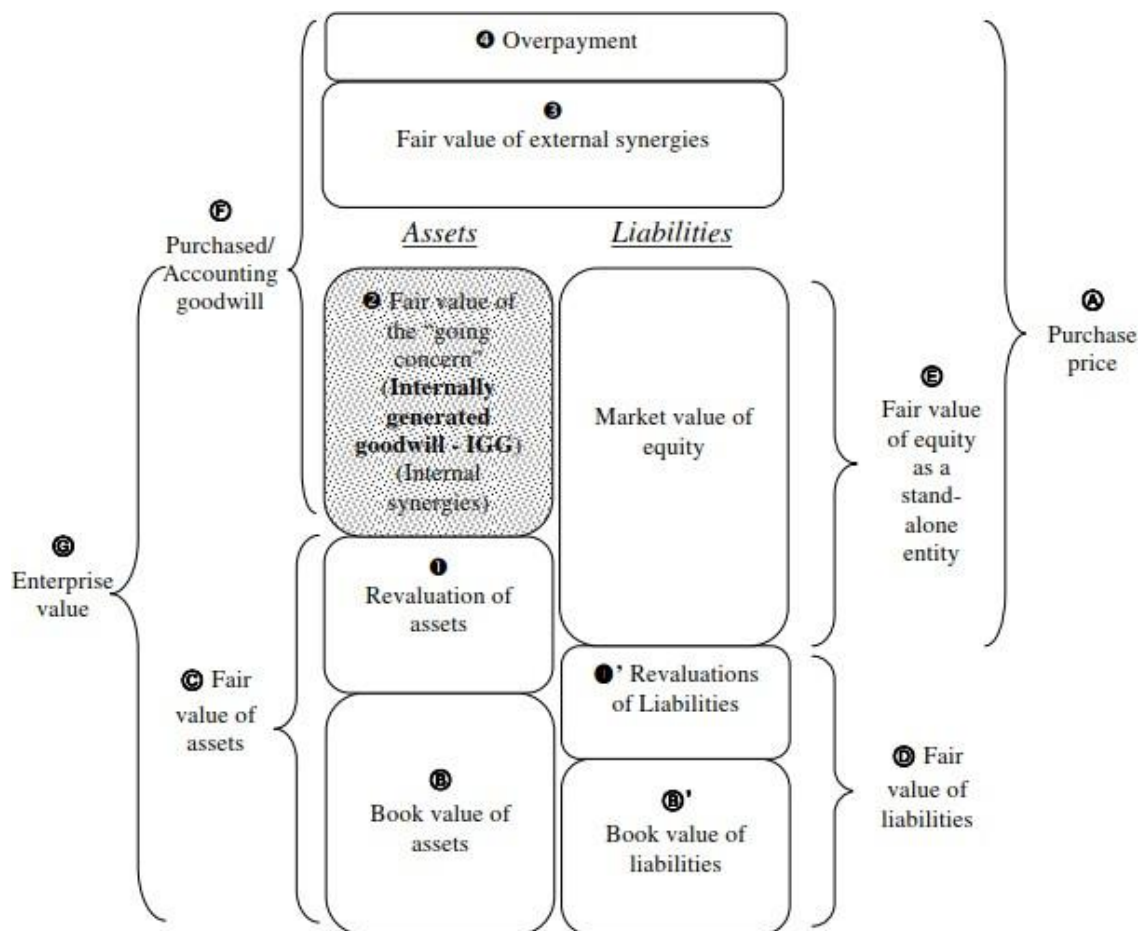 ❹ Overpayment
❸
Fair value of external synergies
Ⓕ
Purchased/
Accounting
goodwill
Assets
Liabilities
❷ Fair value of
the “going
concern”
(Internally
generated
goodwill - IGG)
(Internal
synergies)
Market value of
equity
Ⓐ
Purchase
price
Ⓔ
Fair value
of equity
as a
stand-
alone
entity
Ⓖ
Enterprise
value
❶
Revaluation of
assets
❶’ Revaluations
of Liabilities
Ⓒ Fair
value of
assets
Ⓑ
Book value of
assets
Ⓑ'
Book value of
liabilities
Ⓓ Fair
value of
liabilities